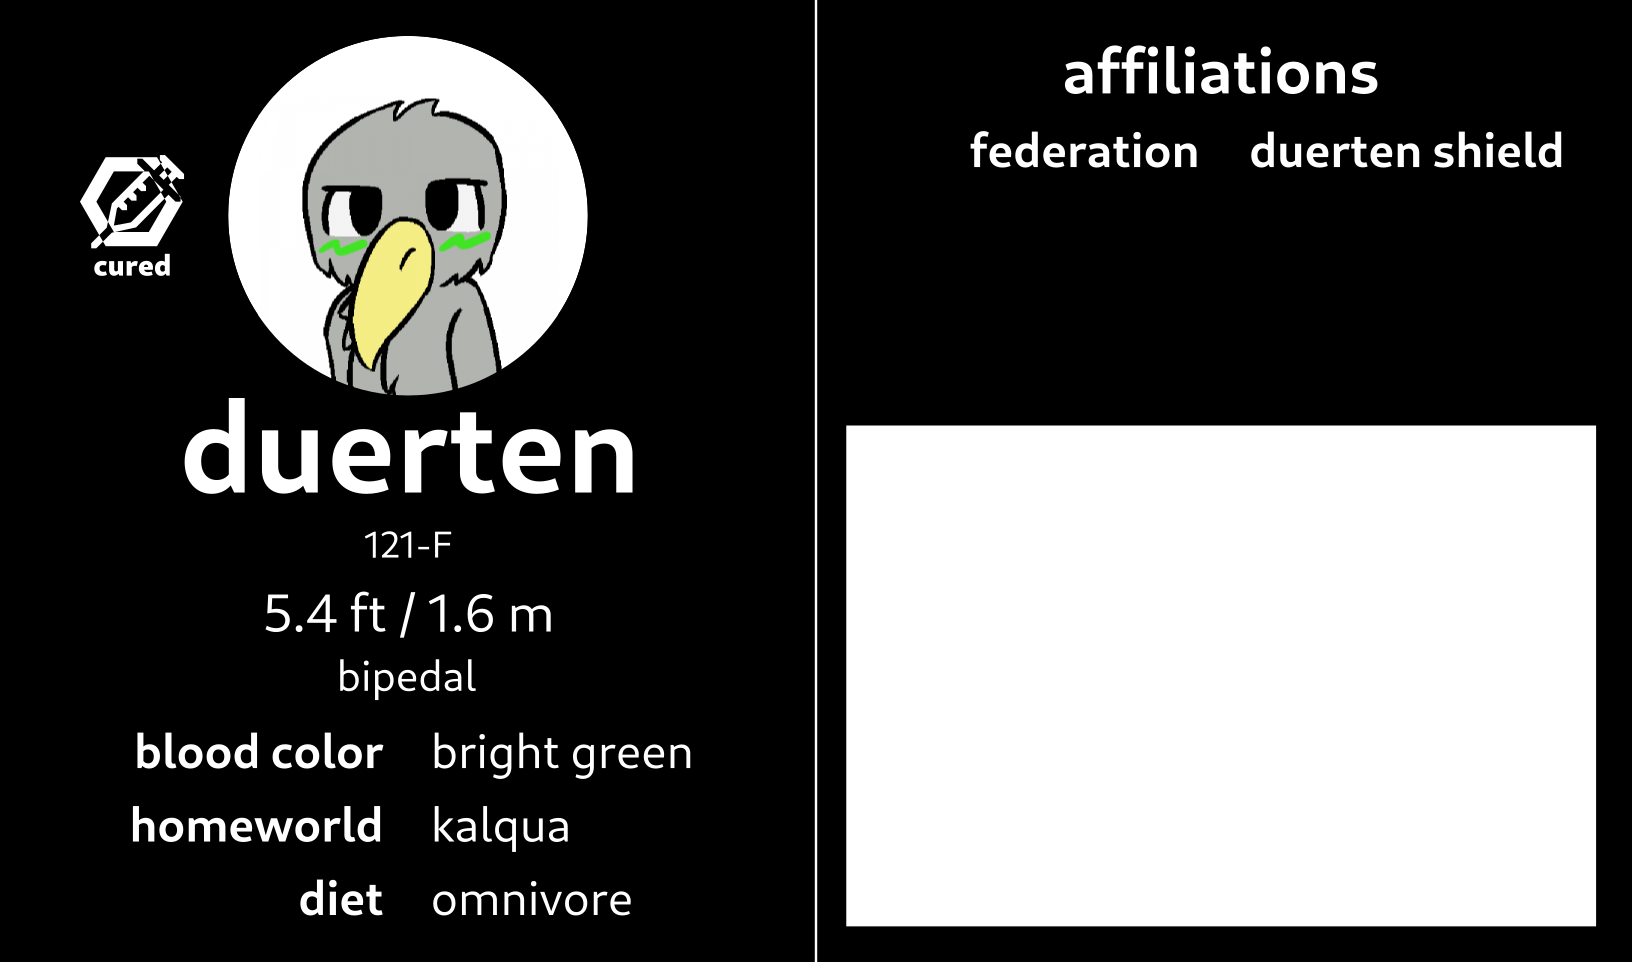 cured
duerten
121-F
5.4 ft / 1.6 m
bipedal
blood color bright green
homeworld kalqua
diet omnivore
affiliations
federation duerten shield